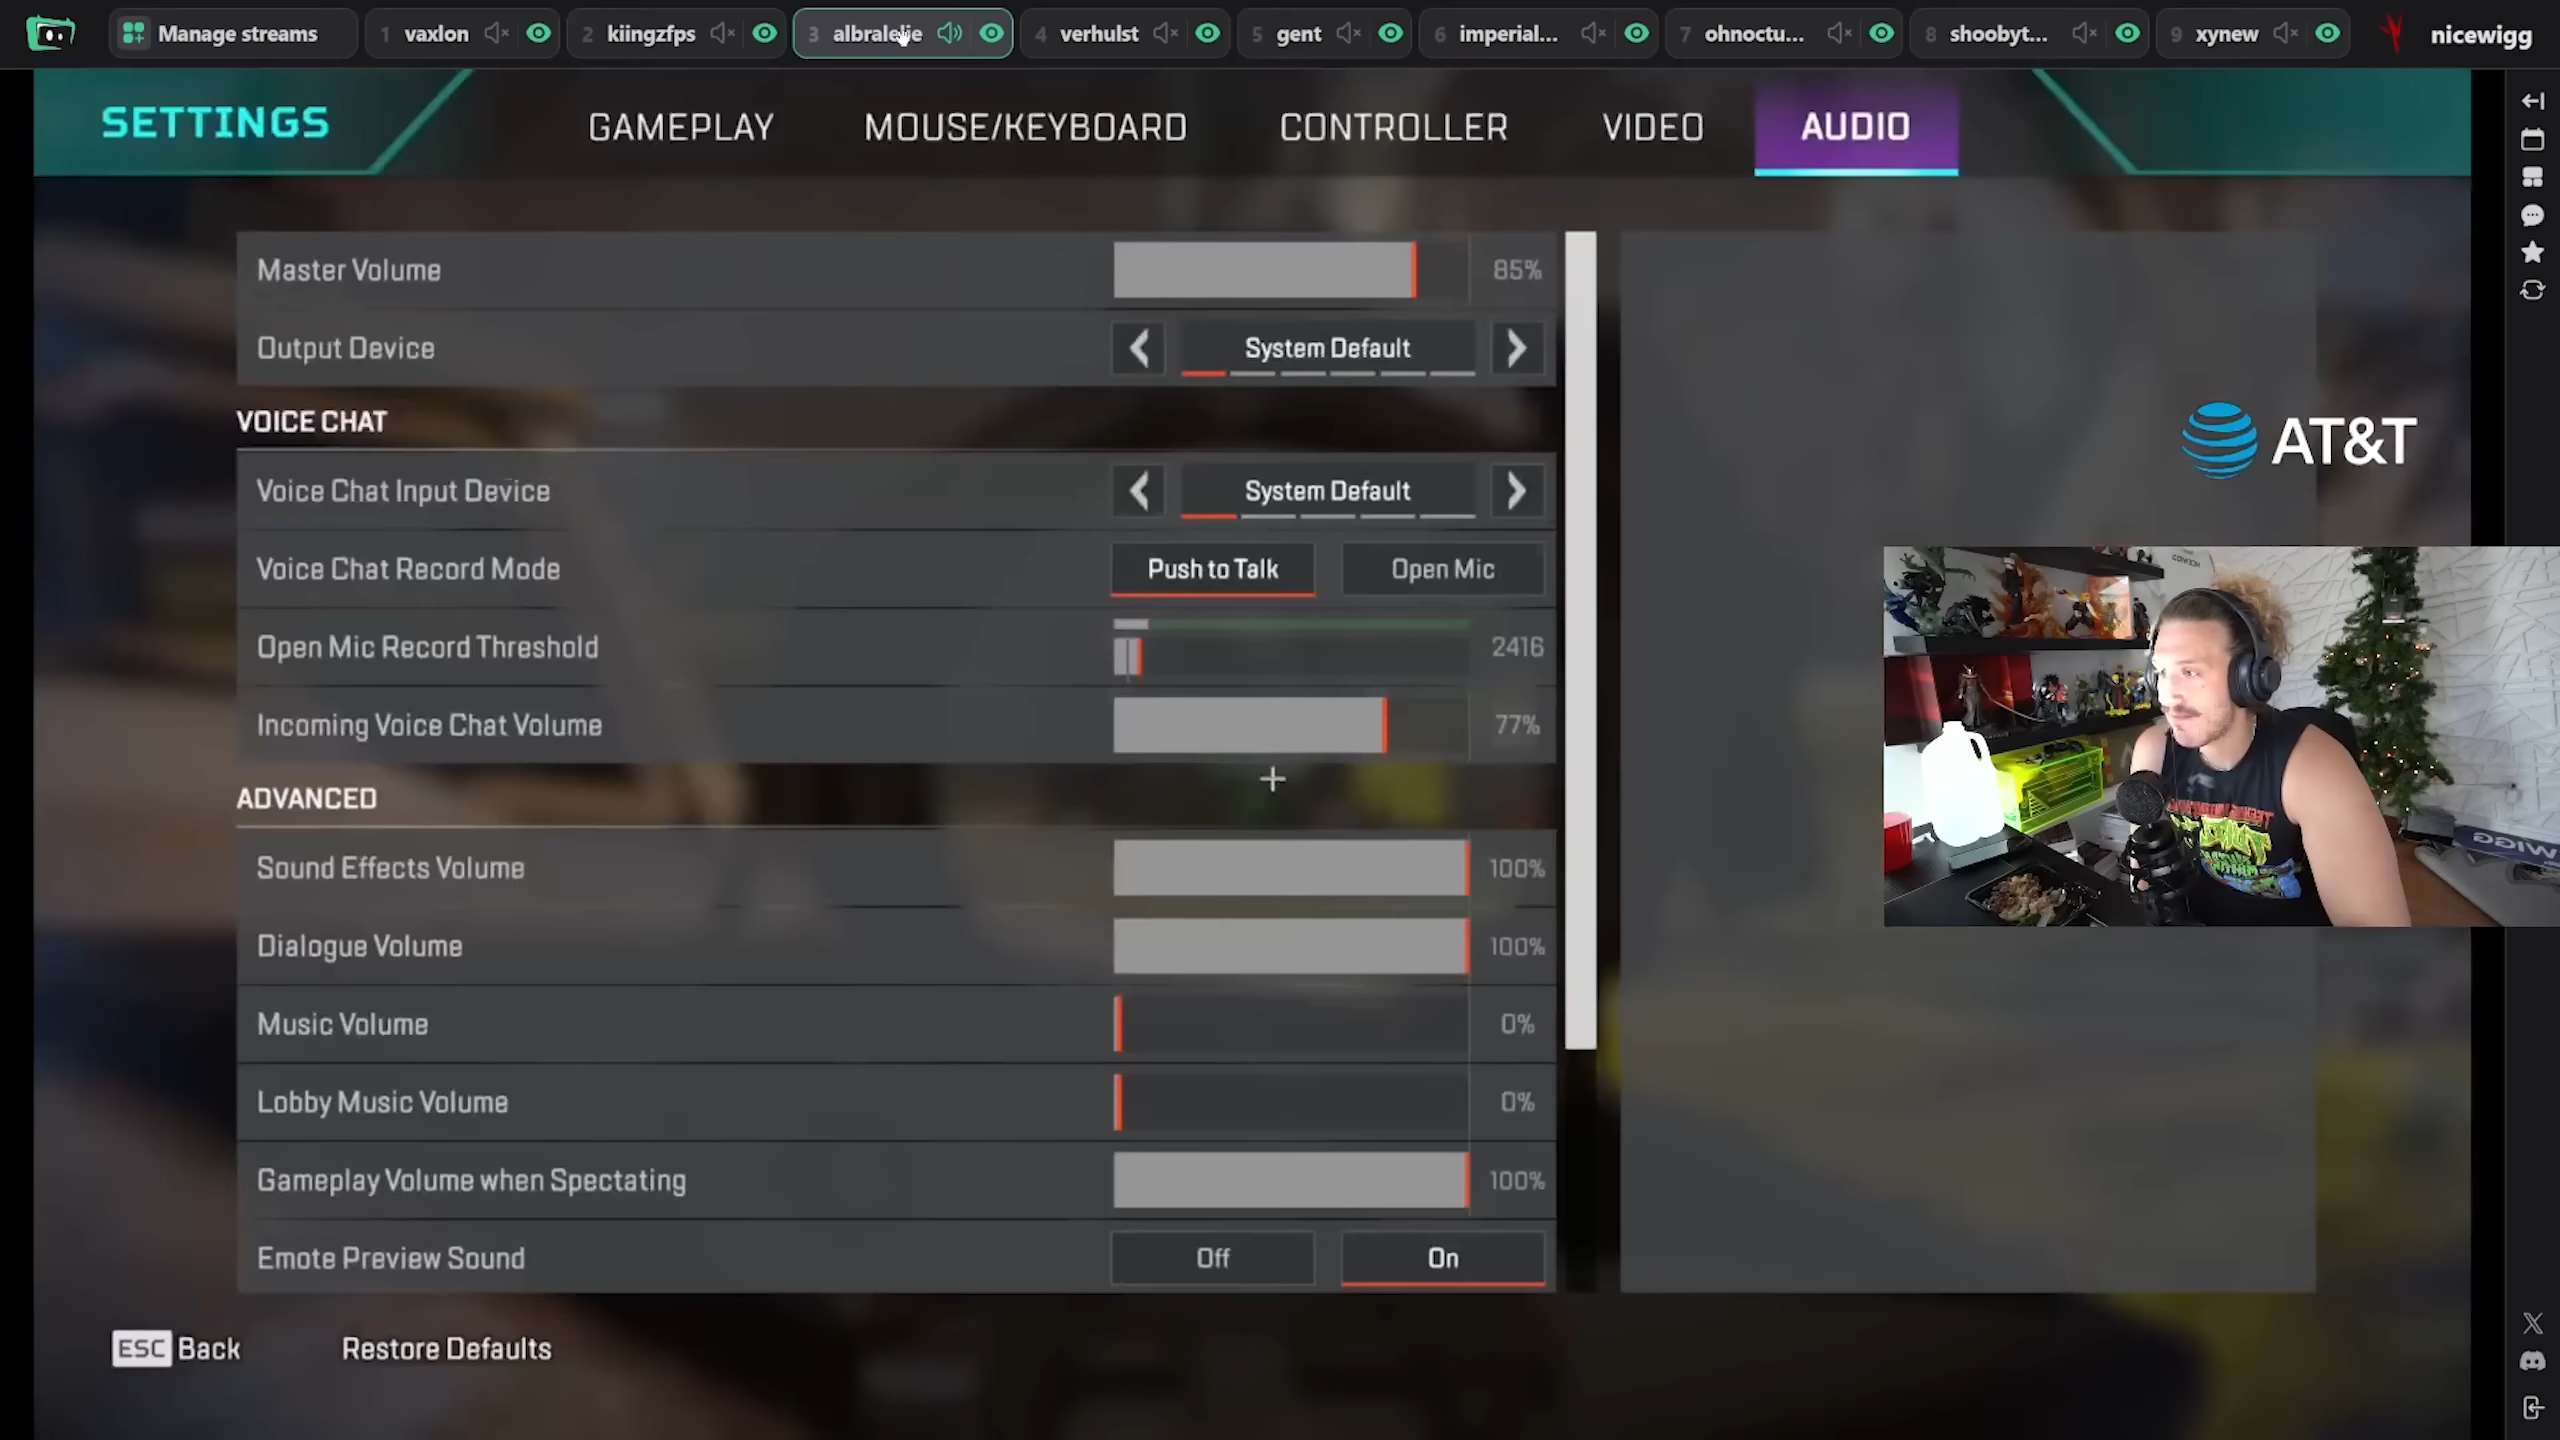 Manage streams 1 vaxlon 2 kiingzfps 3 albralelie 4 verhulst 5 gent 6 imperial... 7 ohnoctu... 8 shoobyt... 9 xynew nicewigg
SETTINGS GAMEPLAY MOUSE/KEYBOARD CONTROLLER VIDEO AUDIO
Master Volume 85%
Output Device System Default
AT&T
VOICE CHAT
Voice Chat Input Device System Default
Voice Chat Record Mode Push to Talk Open Mic
Open Mic Record Threshold 2416
Incoming Voice Chat Volume 77%
ADVANCED
Sound Effects Volume 100%
Dialogue Volume 100%
Music Volume 0%
Lobby Music Volume 0%
Gameplay Volume when Spectating 100%
Emote Preview Sound Off On
ESC Back Restore Defaults